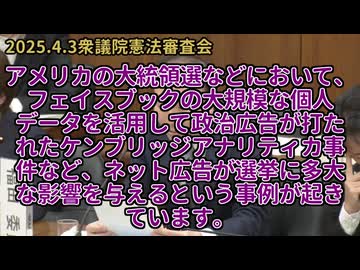 2025.4.3衆議院憲法審査会
アメリカの大統領選などにおいて、
フェイスブックの大規模な個人
データを活用して政治広告が打た
れたケンブリッジアナリティカ事
件など、ネット広告が選挙に多大
な影響を与えるという事例が起き
ています。
福田 委